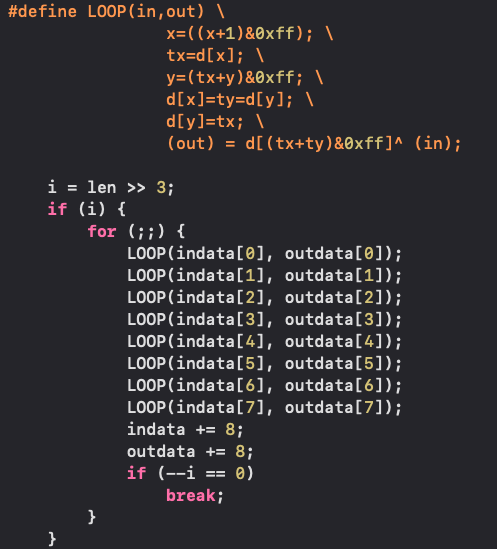 #define LOOP(in,out) \
                x=((x+1)&0xff); \
                tx=d[x]; \
                y=(tx+y)&0xff; \
                d[x]=ty=d[y]; \
                d[y]=tx; \
                (out) = d[(tx+ty)&0xff]^ (in);

    i = len >> 3;
    if (i) {
        for (;;) {
            LOOP(indata[0], outdata[0]);
            LOOP(indata[1], outdata[1]);
            LOOP(indata[2], outdata[2]);
            LOOP(indata[3], outdata[3]);
            LOOP(indata[4], outdata[4]);
            LOOP(indata[5], outdata[5]);
            LOOP(indata[6], outdata[6]);
            LOOP(indata[7], outdata[7]);
            indata += 8;
            outdata += 8;
            if (--i == 0)
                break;
        }
    }